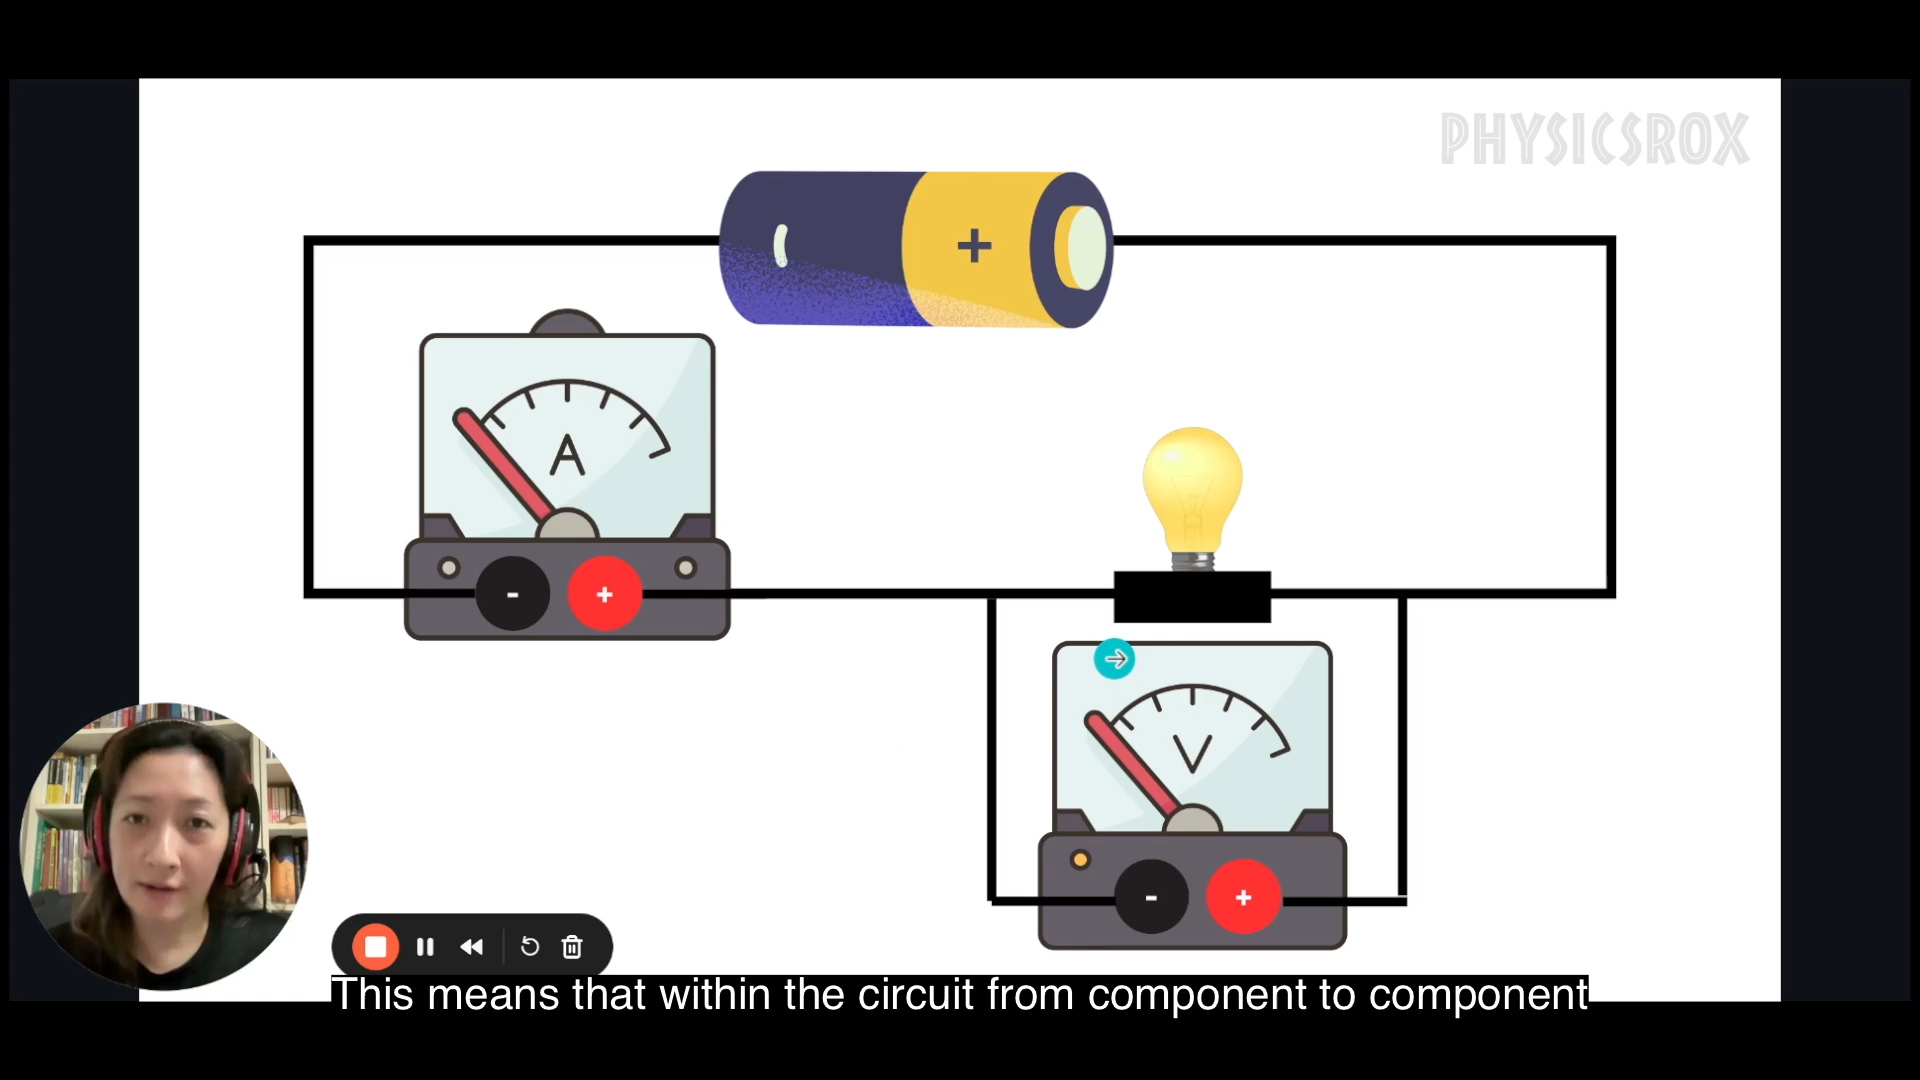 PHYSICSROX
+
A
- +
V
- +
This means that within the circuit from component to component